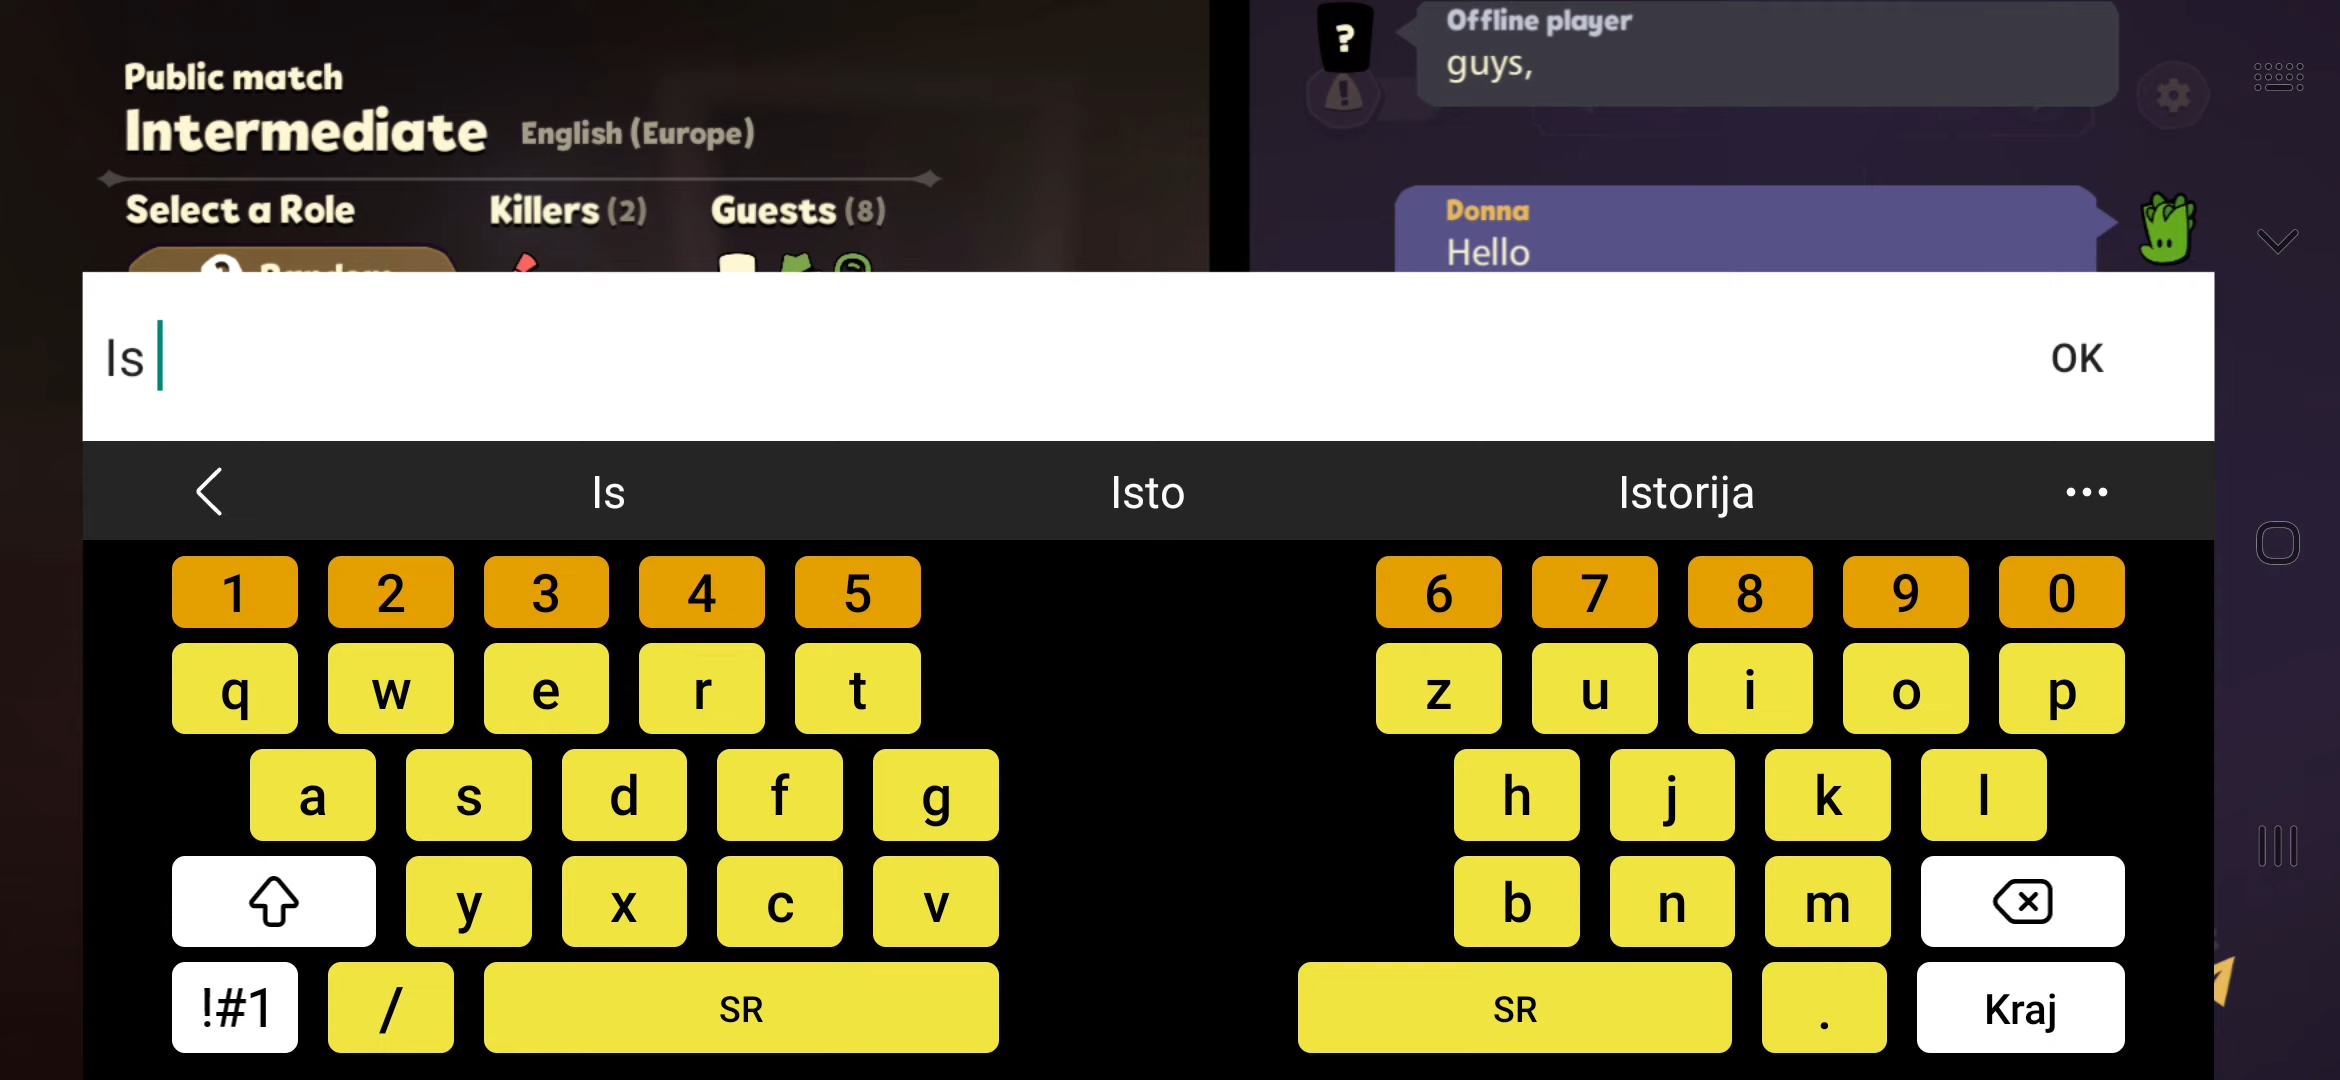 Public match
Intermediate English (Europe)
Select a Role Killers (2) Guests (8)
Random
? Offline player
guys,
Donna
Hello
Is
OK
Is Isto Istorija
1 2 3 4 5 6 7 8 9 0
q w e r t z u i o p
a s d f g h j k l
y x c v b n m
!#1 / SR SR . Kraj